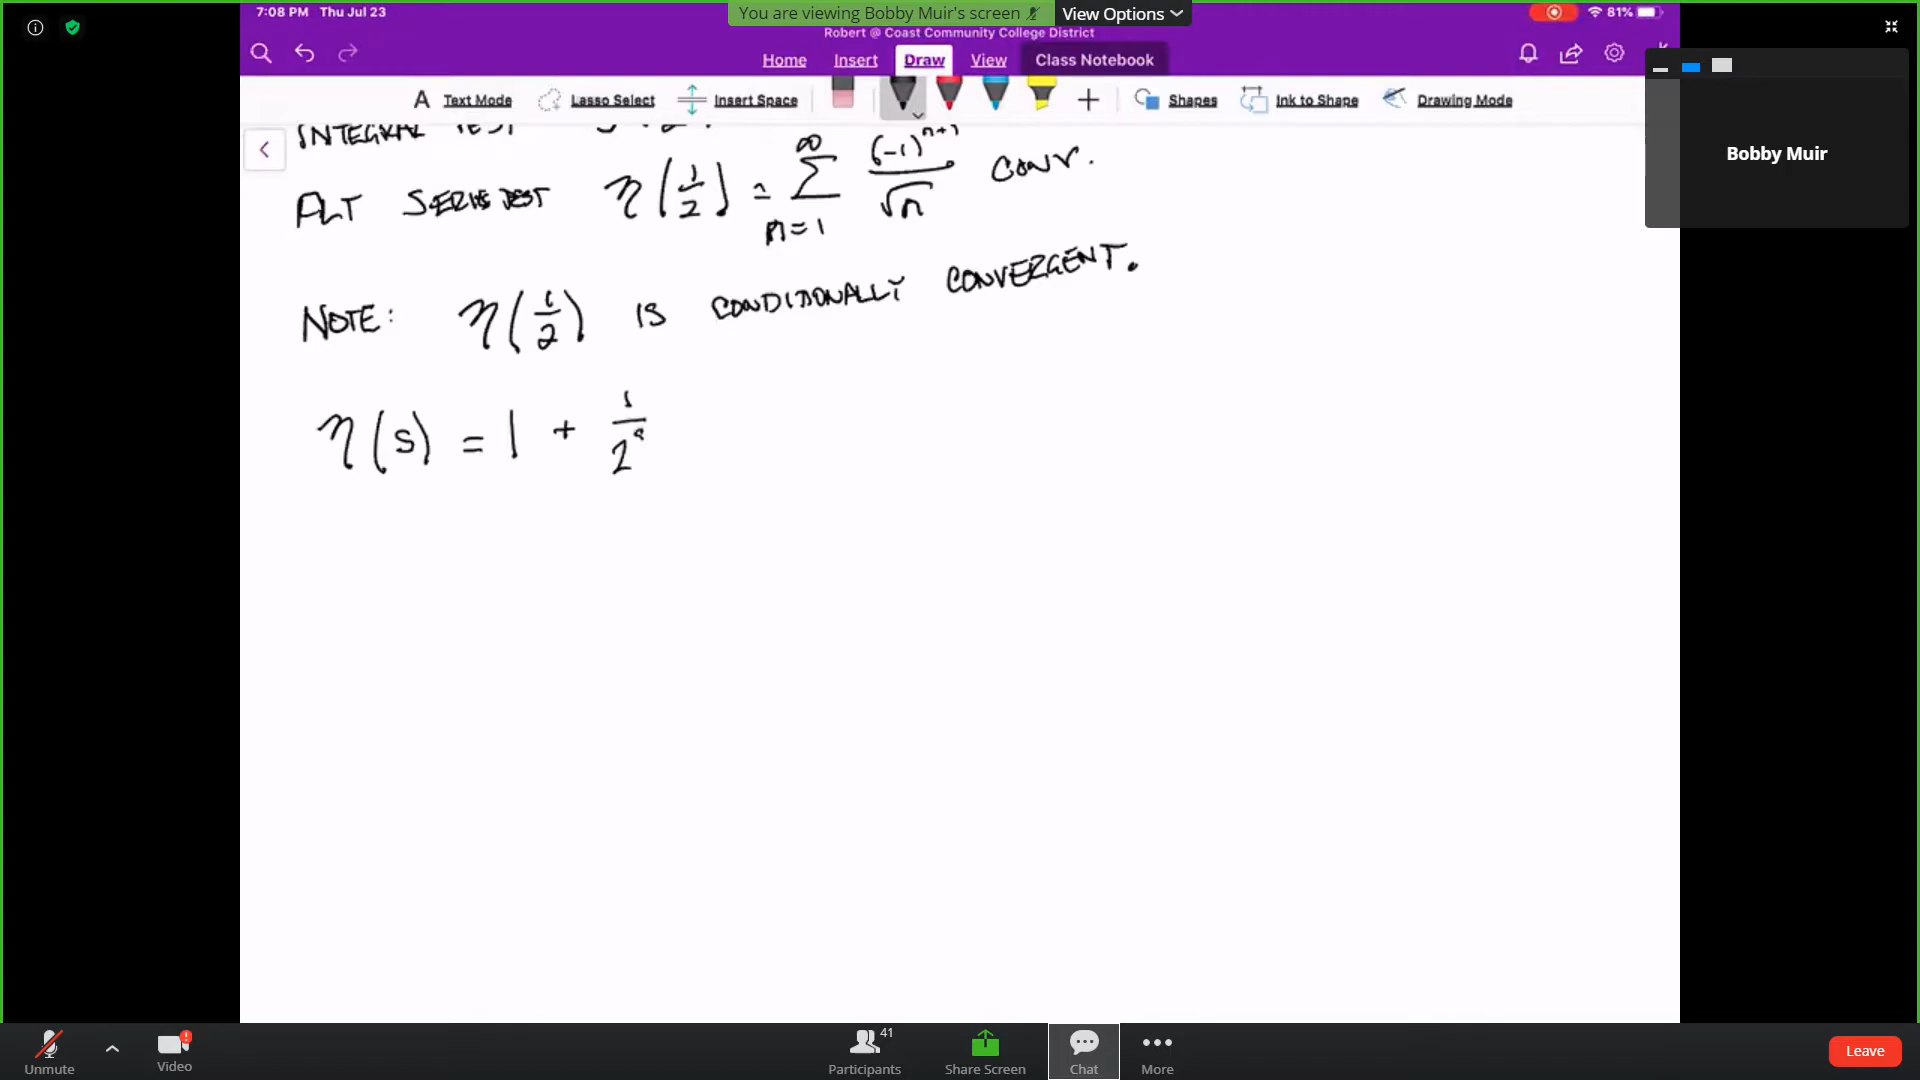 7:08 PM Thu Jul 23
You are viewing Bobby Muir's screen
View Options
81%
Robert @ Coast Community College District
Home Insert Draw View Class Notebook
A Text Mode Lasso Select Insert Space Shapes Ink to Shape Drawing Mode
Bobby Muir
INTEGRAL TEST
ALT SERIES TEST η(1/2) = ∑_{n=1}^{∞} (-1)^{n+1}/√n CONV.
NOTE: η(1/2) IS CONDITIONALLY CONVERGENT.
η(s) = 1 + 1/2^s
Unmute Video Participants 41 Share Screen Chat More Leave